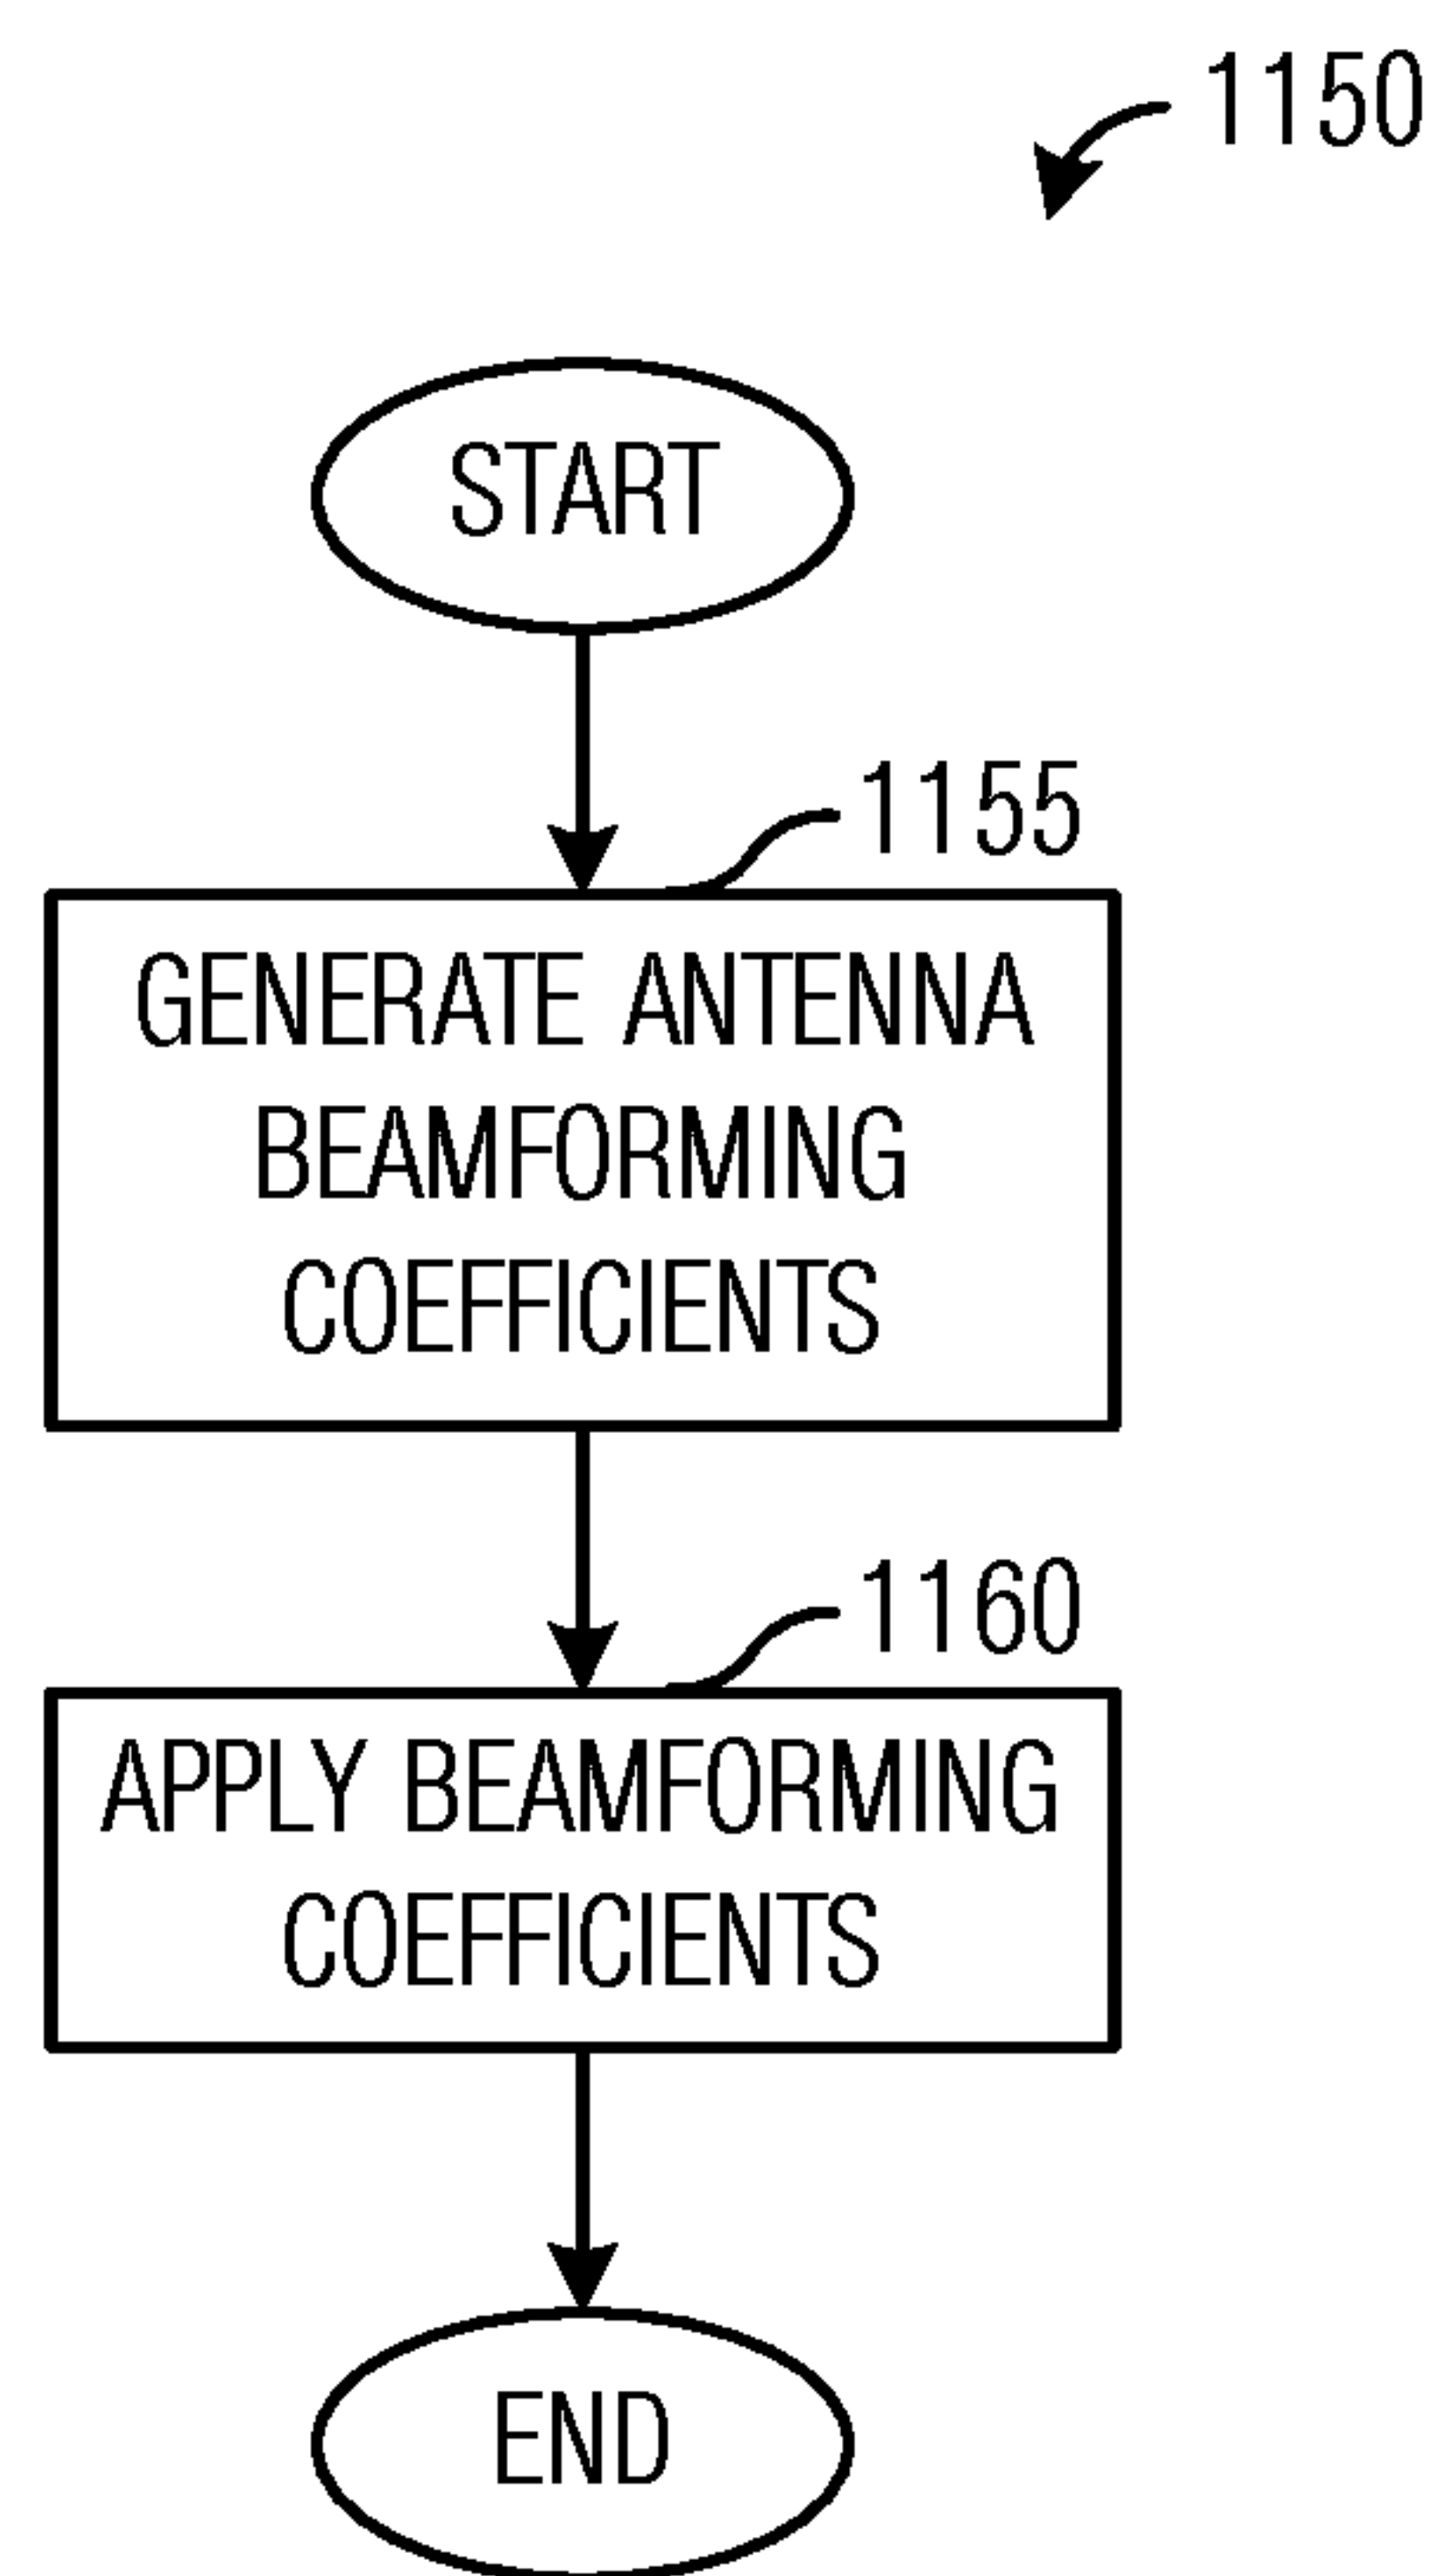 1150
START
1155
GENERATE ANTENNA
BEAMFORMING
COEFFICIENTS
1160
APPLY BEAMFORMING
COEFFICIENTS
END